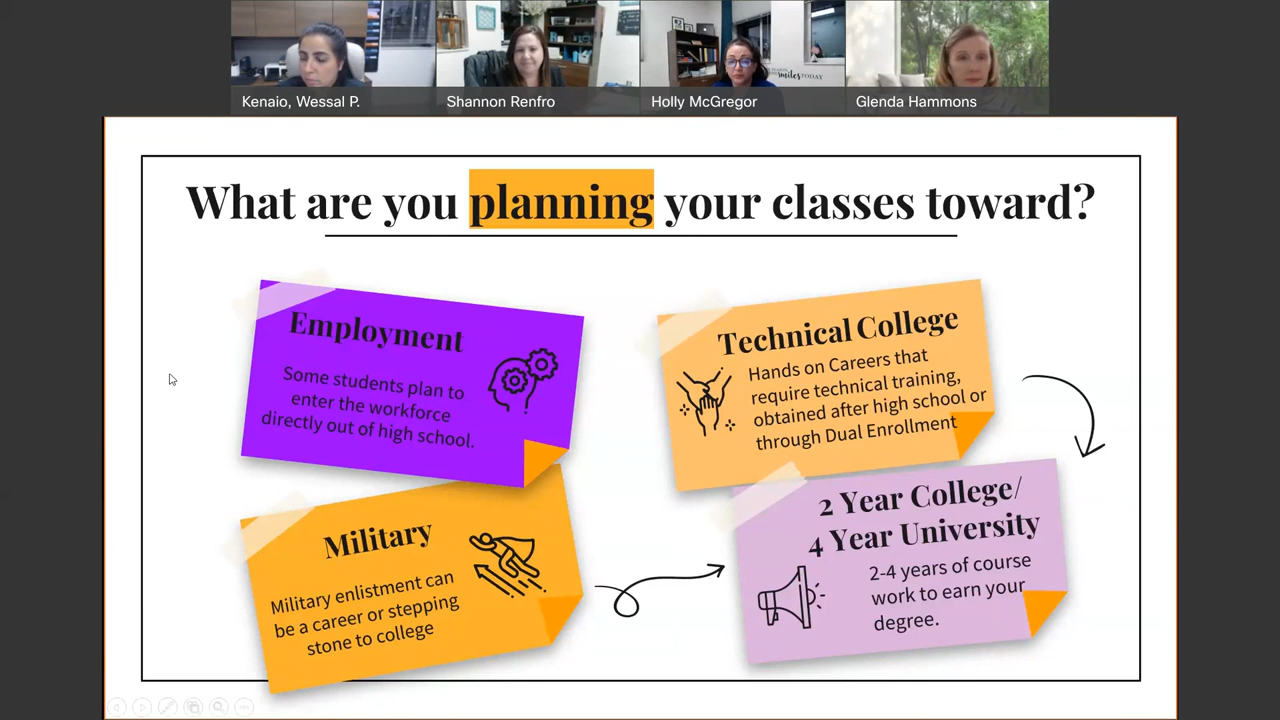 Kenaio, Wessal P.
Shannon Renfro
Holly McGregor
Glenda Hammons
smiles TODAY
What are you planning your classes toward?
Employment
Some students plan to
enter the workforce
directly out of high school.
Technical College
Hands on Careers that
require technical training,
obtained after high school or
through Dual Enrollment
Military
Military enlistment can
be a career or stepping
stone to college
2 Year College/
4 Year University
2-4 years of course
work to earn your
degree.